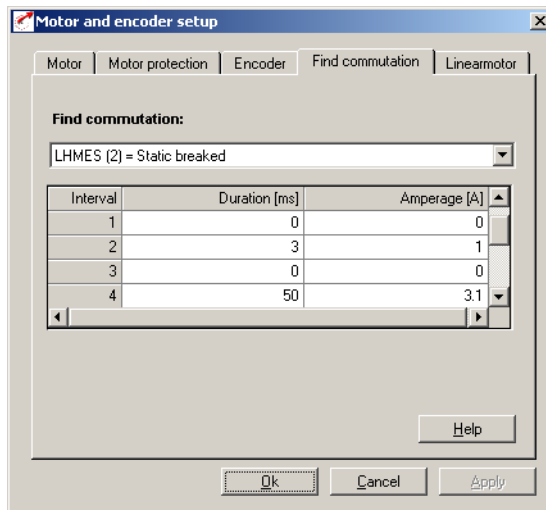 Motor and encoder setup
Motor Motor protection Encoder Find commutation Linearmotor
Find commutation:
LHMES (2) = Static breaked
Interval Duration [ms] Amperage [A]
1 0 0
2 3 1
3 0 0
4 50 3.1
Help
Ok Cancel Apply